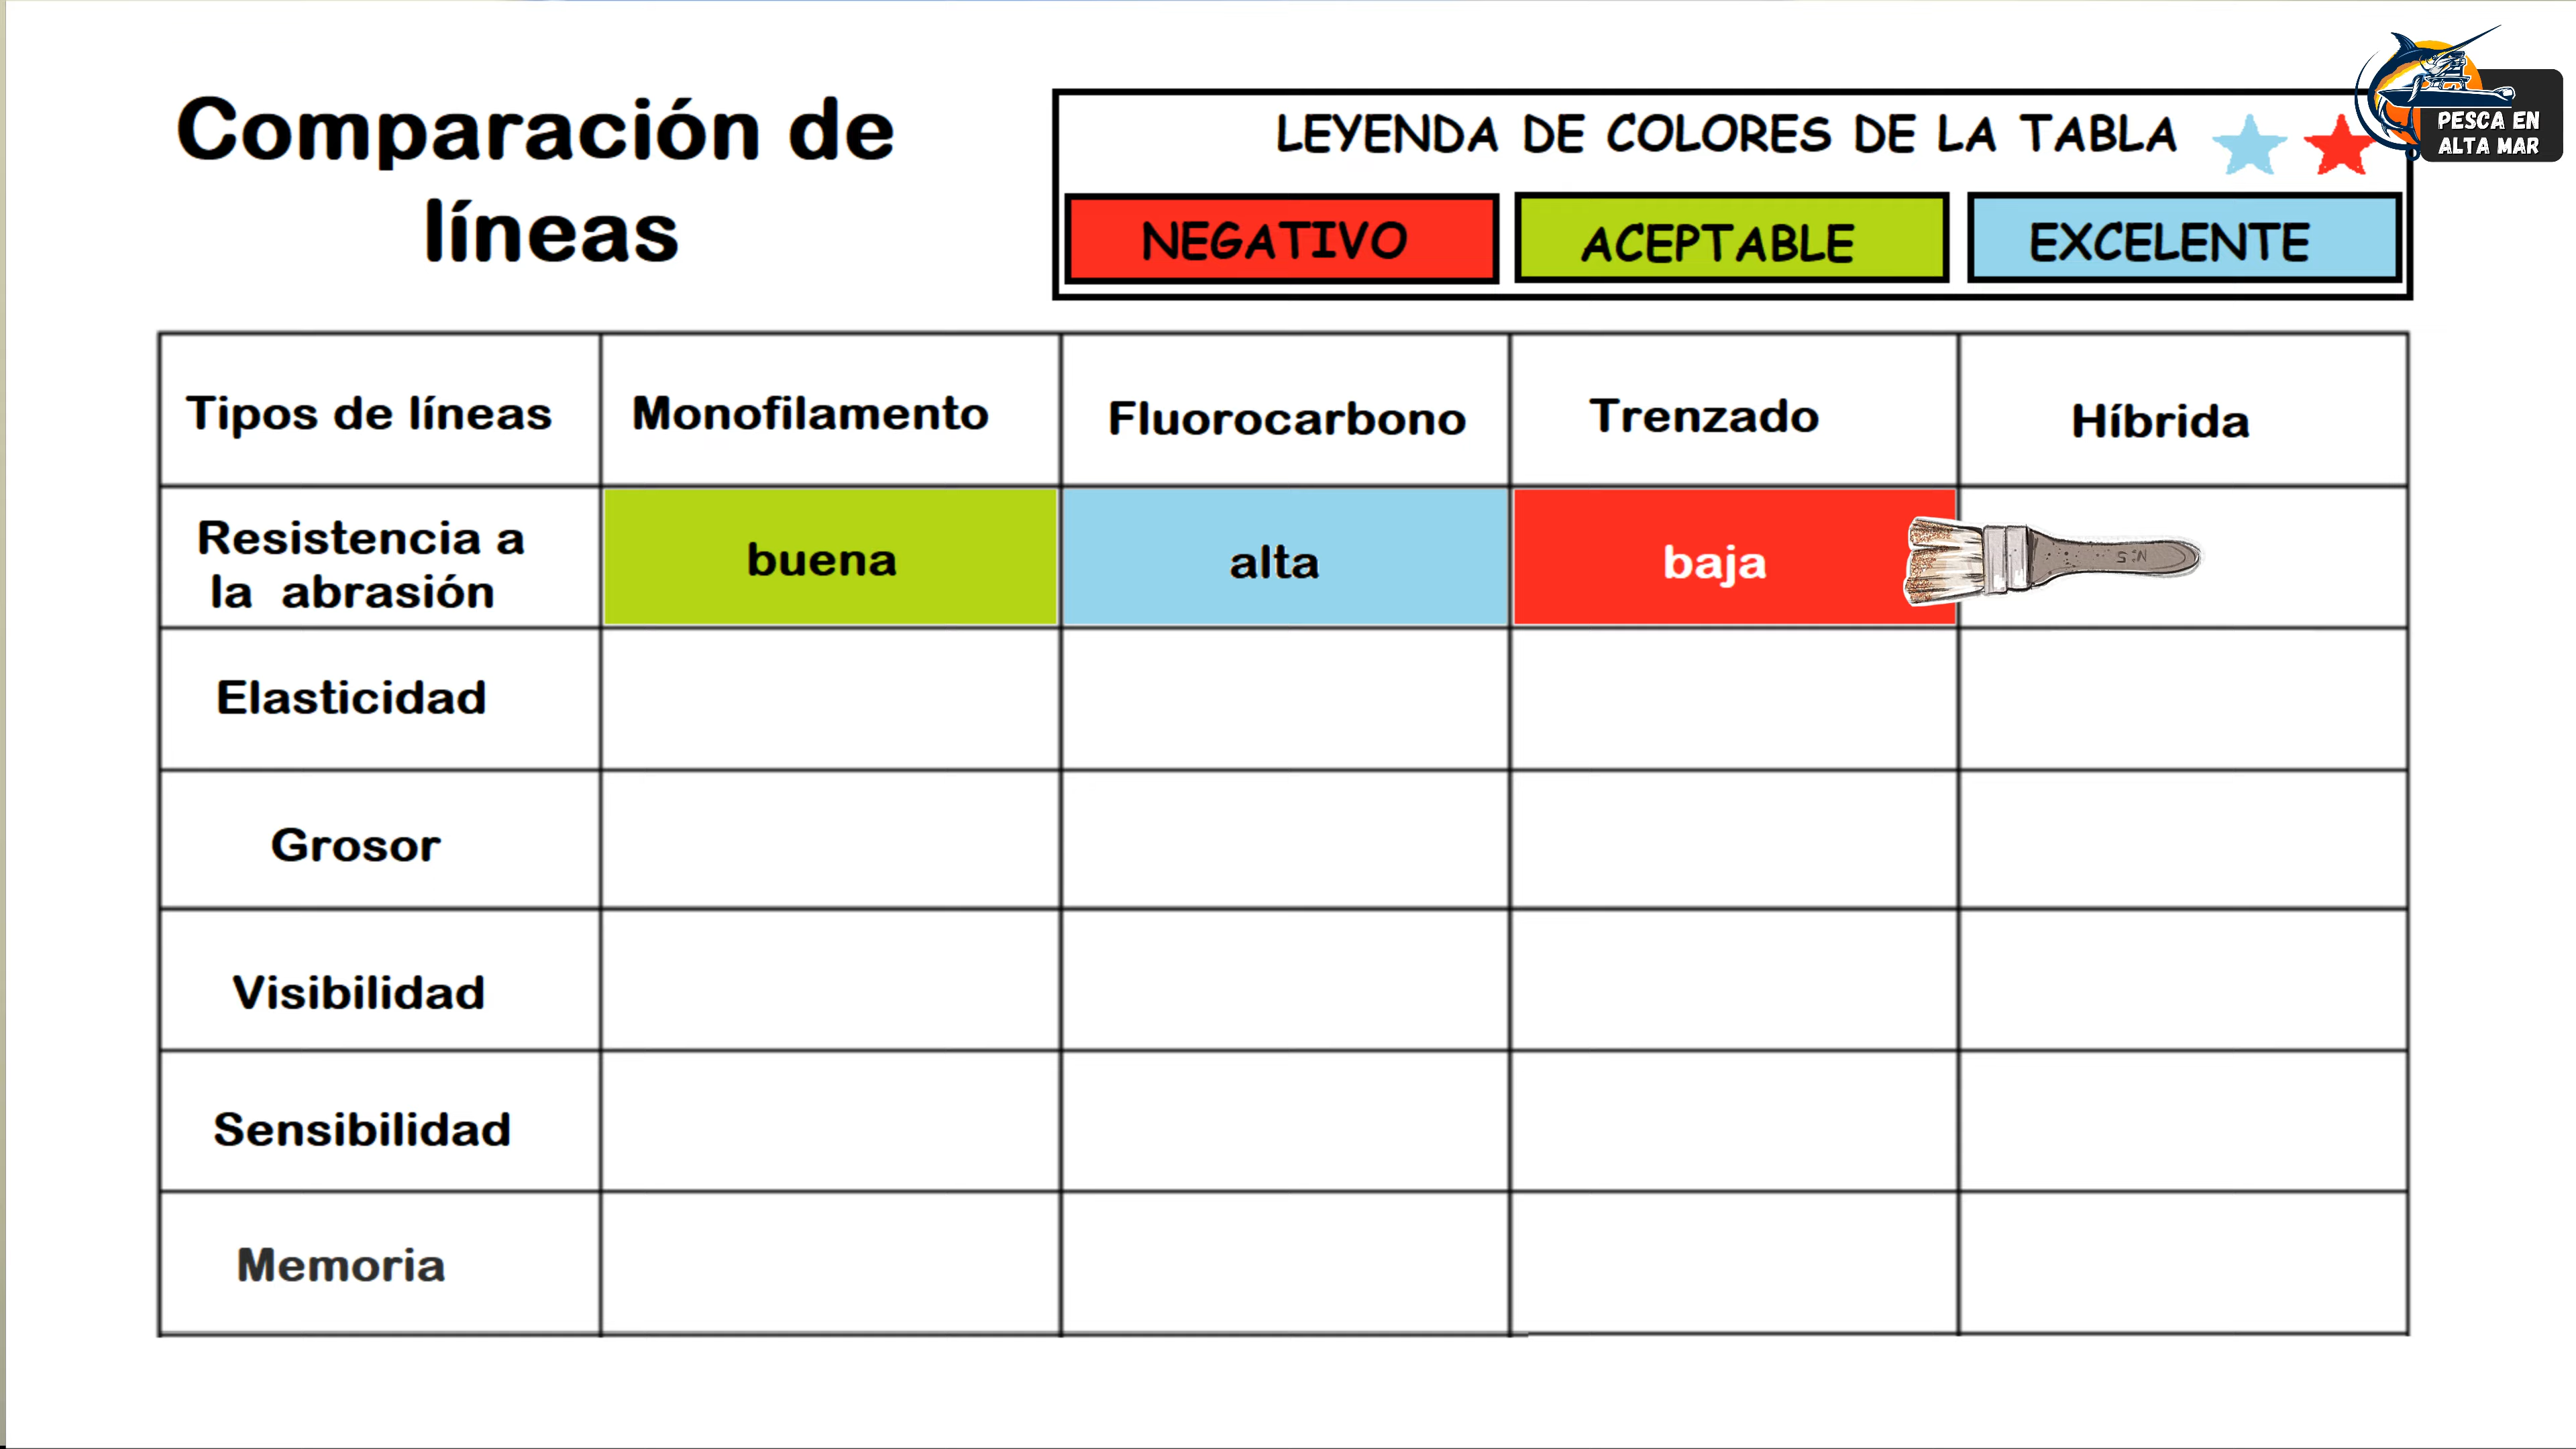 Comparación de
líneas
LEYENDA DE COLORES DE LA TABLA
NEGATIVO
ACEPTABLE
EXCELENTE
PESCA EN
ALTA MAR
Tipos de líneas
Monofilamento
Fluorocarbono
Trenzado
Híbrida
Resistencia a
la abrasión
buena
alta
baja
N.5
Elasticidad
Grosor
Visibilidad
Sensibilidad
Memoria